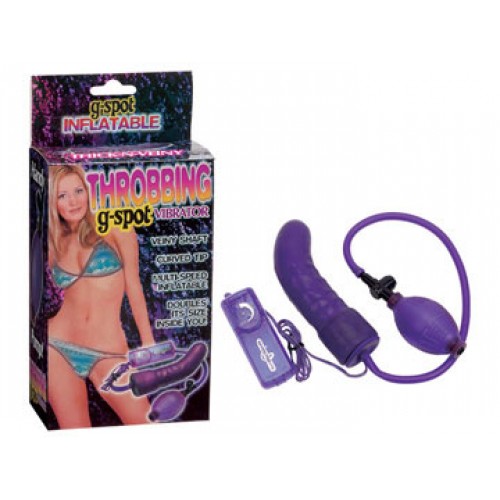 g-spot
INFLATABLE
THICK-N-VEINY
THROBBING
g-spot VIBRATOR
VEINY SHAFT
CURVED TIP
MULTI-SPEED
INFLATABLE
DOUBLES
ITS SIZE
INSIDE YOU!